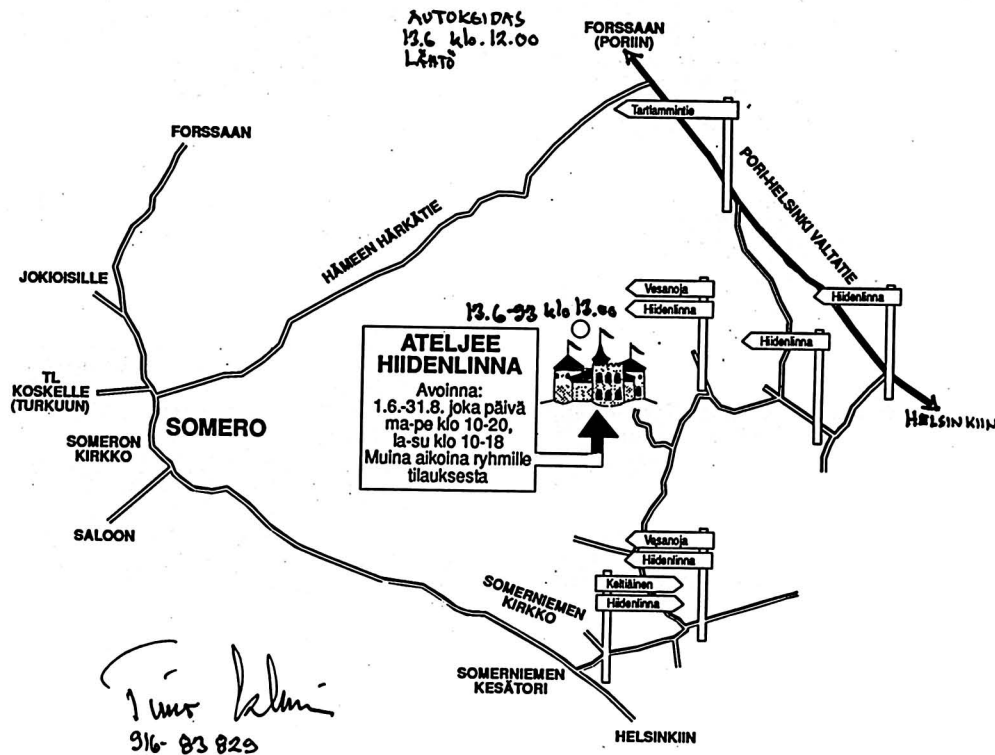 AUTOKEIDAS
13.6 klo. 12.00
LÄHTÖ
FORSSAAN
(PORIIN)
Tartlammintie
FORSSAAN
PORI-HELSINKI VALTATIE
HÄMEEN HÄRKÄTIE
JOKIOISILLE
Vesanoja
Hiidenlinna
Hiidenlinna
Hiidenlinna
13.6-93 klo 13.00
ATELJEE
HIIDENLINNA
Avoinna:
1.6.-31.8. joka päivä
ma-pe klo 10-20,
la-su klo 10-18
Muina aikoina ryhmille
tilauksesta
TL
KOSKELLE
(TURKUUN)
SOMERO
HELSINKIIN
SOMERON
KIRKKO
SALOON
Vesanoja
Hiidenlinna
Keltiäinen
Hiidenlinna
SOMERNIEMEN
KIRKKO
SOMERNIEMEN
KESÄTORI
HELSINKIIN
Timo
916-83 829